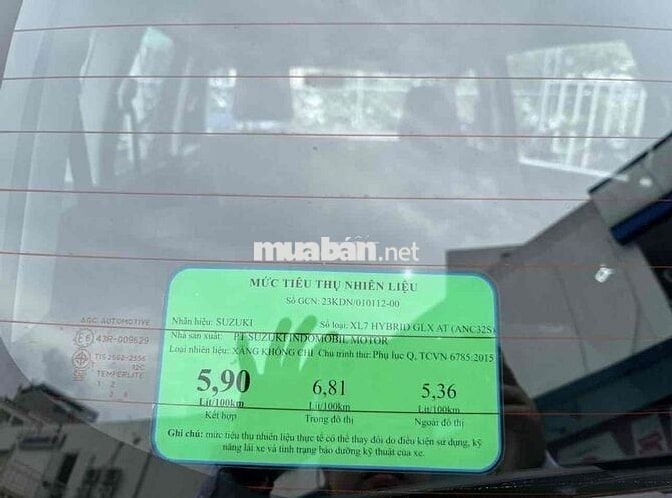 muabán.net
MỨC TIÊU THỤ NHIÊN LIỆU
Số GCN: 23KDN/010112-00
Nhãn hiệu: SUZUKI Số loại: XL7 HYBRID GLX AT (ANC32S)
Nhà sản xuất: PT SUZUKI INDOMOBIL MOTOR
Loại nhiên liệu: XĂNG KHÔNG CHÌ Chu trình thử: Phụ lục Q, TCVN 6785:2015
5,90 6,81 5,36
Lít/100km Lít/100km Lít/100km
Kết hợp Trong đô thị Ngoài đô thị
Ghi chú: mức tiêu thụ nhiên liệu thực tế có thể thay đổi do điều kiện sử dụng, kỹ
năng lái xe và tình trạng bảo dưỡng kỹ thuật của xe.
AGC AUTOMOTIVE
E6 43R-009629
TIS 2562-2556
12C
TEMPERLITE
1 2